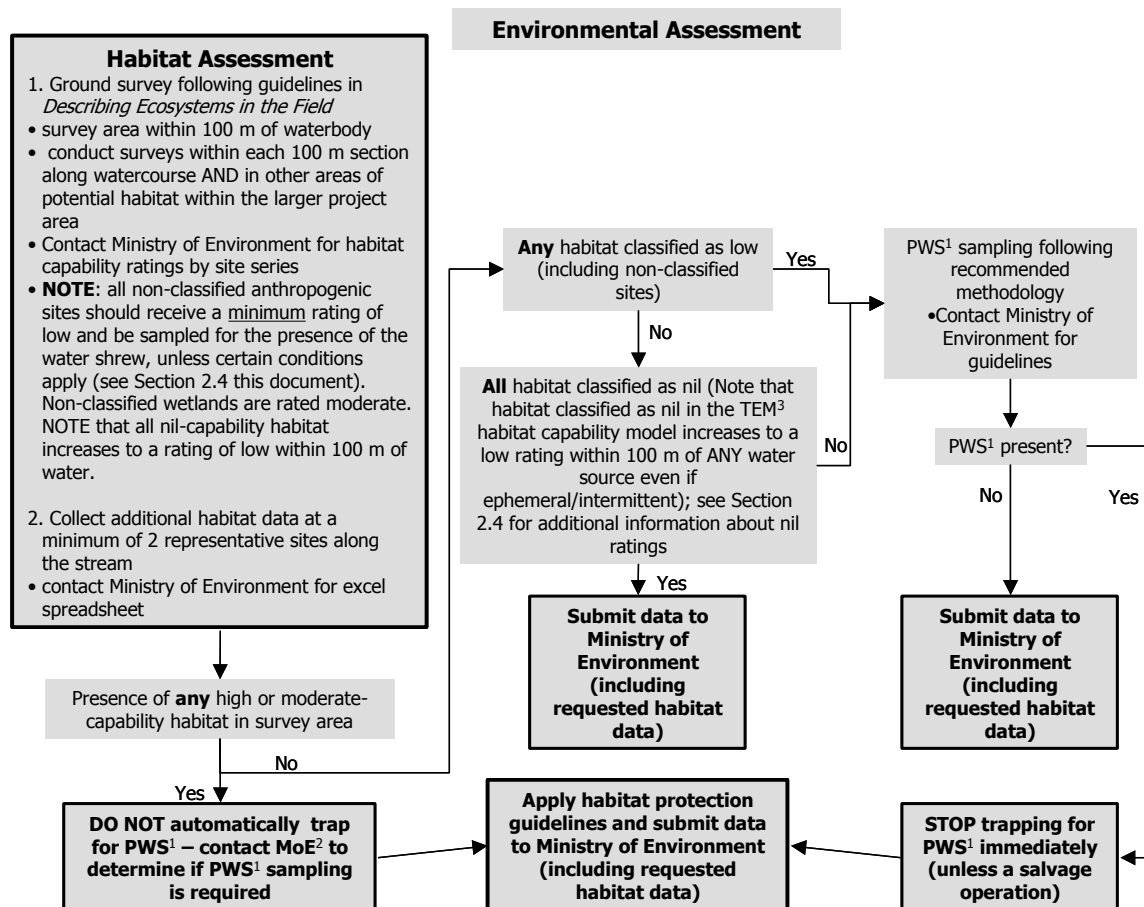 Environmental Assessment
Habitat Assessment
1. Ground survey following guidelines in
Describing Ecosystems in the Field
• survey area within 100 m of waterbody
• conduct surveys within each 100 m section
along watercourse AND in other areas of
potential habitat within the larger project
area
• Contact Ministry of Environment for habitat
capability ratings by site series
• NOTE: all non-classified anthropogenic
sites should receive a minimum rating of
low and be sampled for the presence of the
water shrew, unless certain conditions
apply (see Section 2.4 this document).
Non-classified wetlands are rated moderate.
NOTE that all nil-capability habitat
increases to a rating of low within 100 m of
water.
2. Collect additional habitat data at a
minimum of 2 representative sites along
the stream
• contact Ministry of Environment for excel
spreadsheet
Presence of any high or moderate-
capability habitat in survey area
No
Yes
DO NOT automatically trap
for PWS¹ – contact MoE² to
determine if PWS¹ sampling
is required
Any habitat classified as low
(including non-classified
sites)
Yes
No
All habitat classified as nil (Note that
habitat classified as nil in the TEM³
habitat capability model increases to a
low rating within 100 m of ANY water
source even if
ephemeral/intermittent); see Section
2.4 for additional information about nil
ratings
No
Yes
Submit data to
Ministry of
Environment
(including
requested habitat
data)
PWS¹ sampling following
recommended
methodology
•Contact Ministry of
Environment for
guidelines
PWS¹ present?
No
Yes
Submit data to
Ministry of
Environment
(including
requested habitat
data)
Apply habitat protection
guidelines and submit data
to Ministry of Environment
(including requested
habitat data)
STOP trapping for
PWS¹ immediately
(unless a salvage
operation)